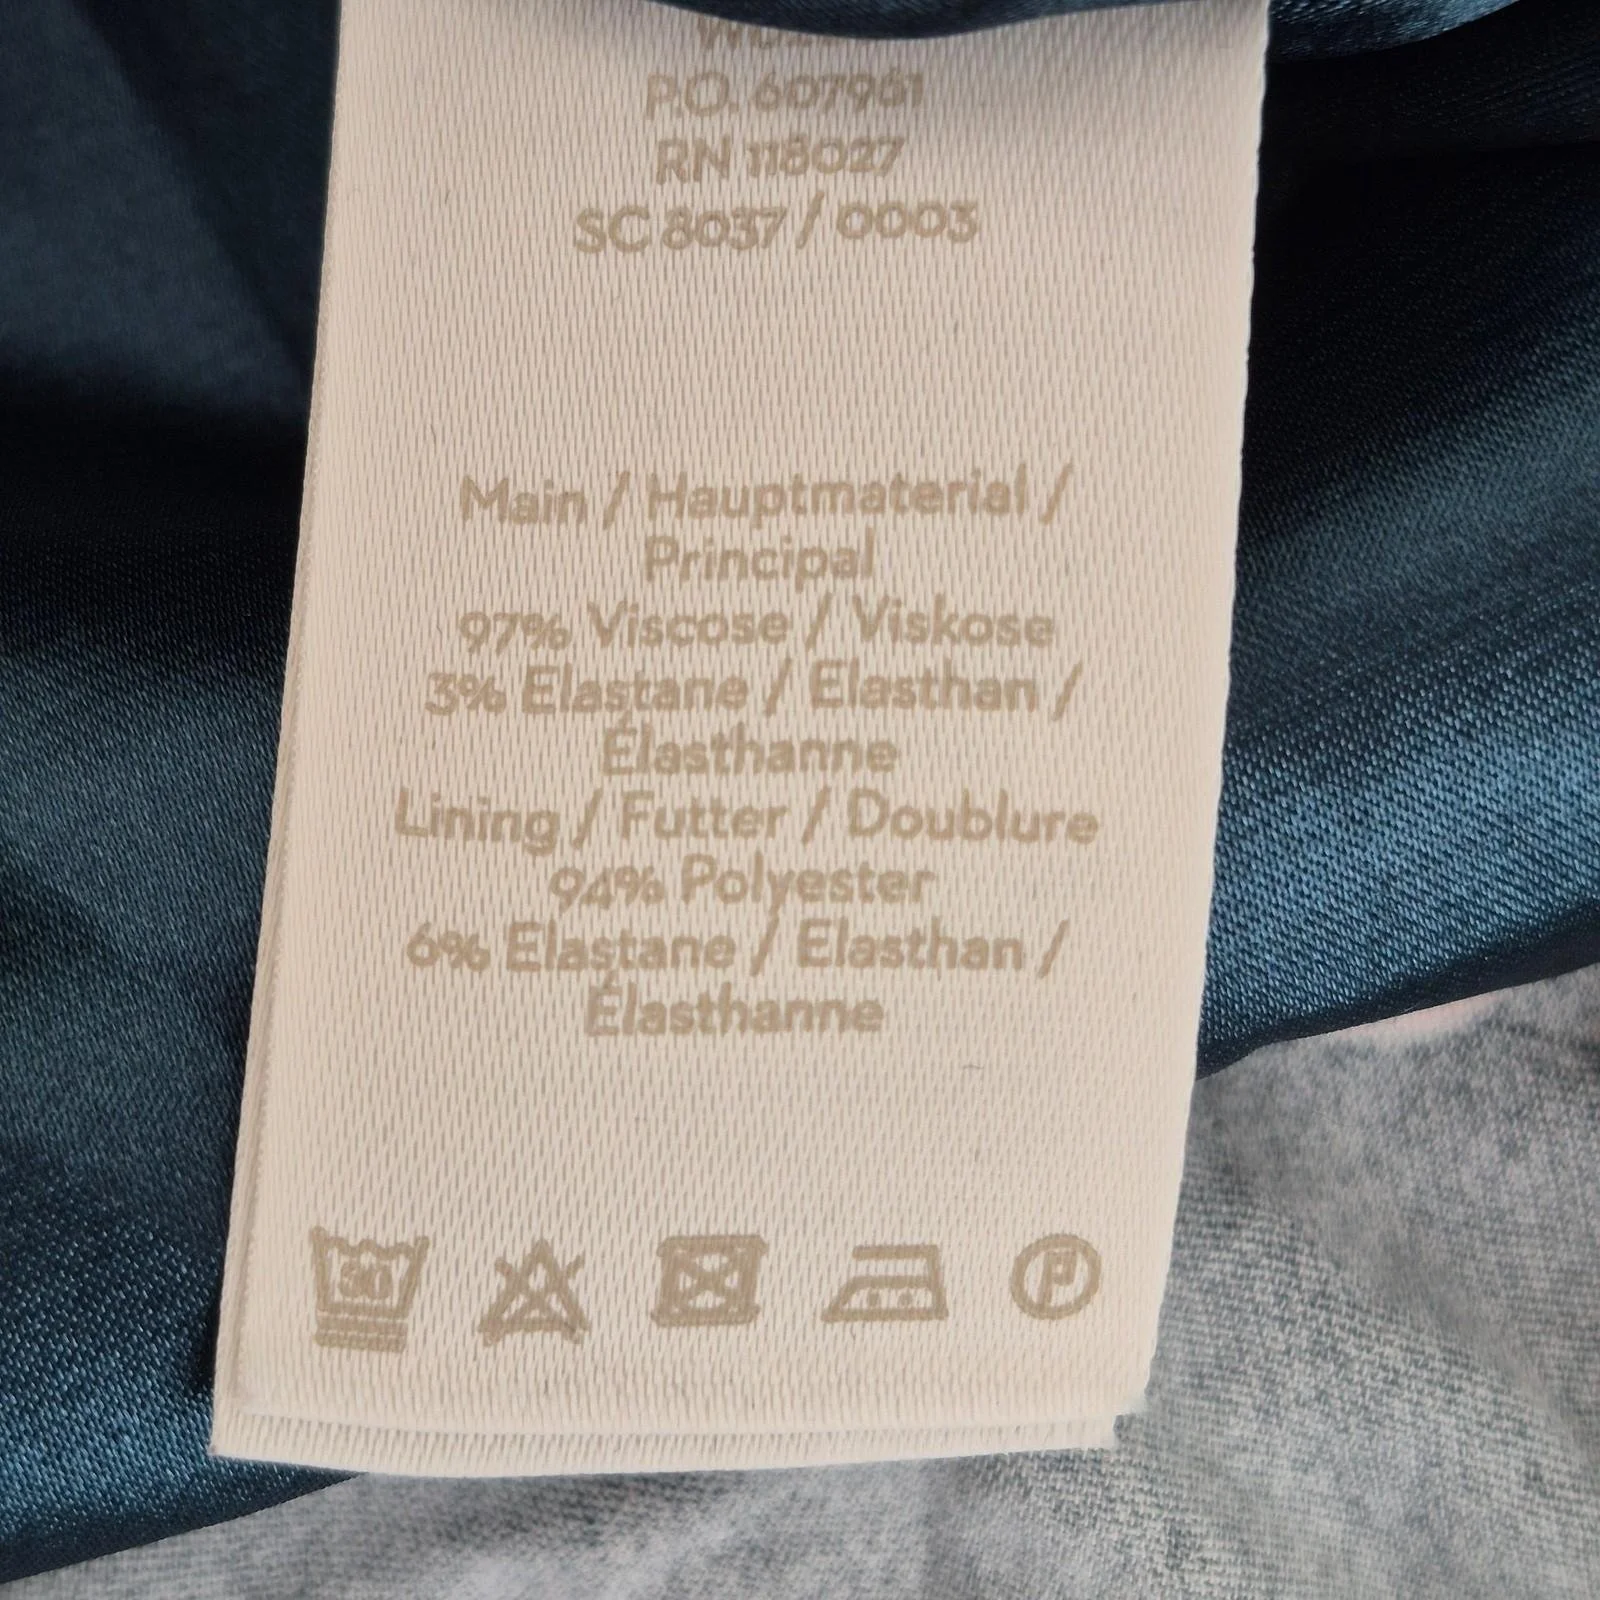 P.O. 607961
RN 118027
SC 8037 / 0003
Main / Hauptmaterial /
Principal
97% Viscose / Viskose
3% Elastane / Elasthan /
Élasthanne
Lining / Futter / Doublure
94% Polyester
6% Elastane / Elasthan /
Élasthanne
30
P